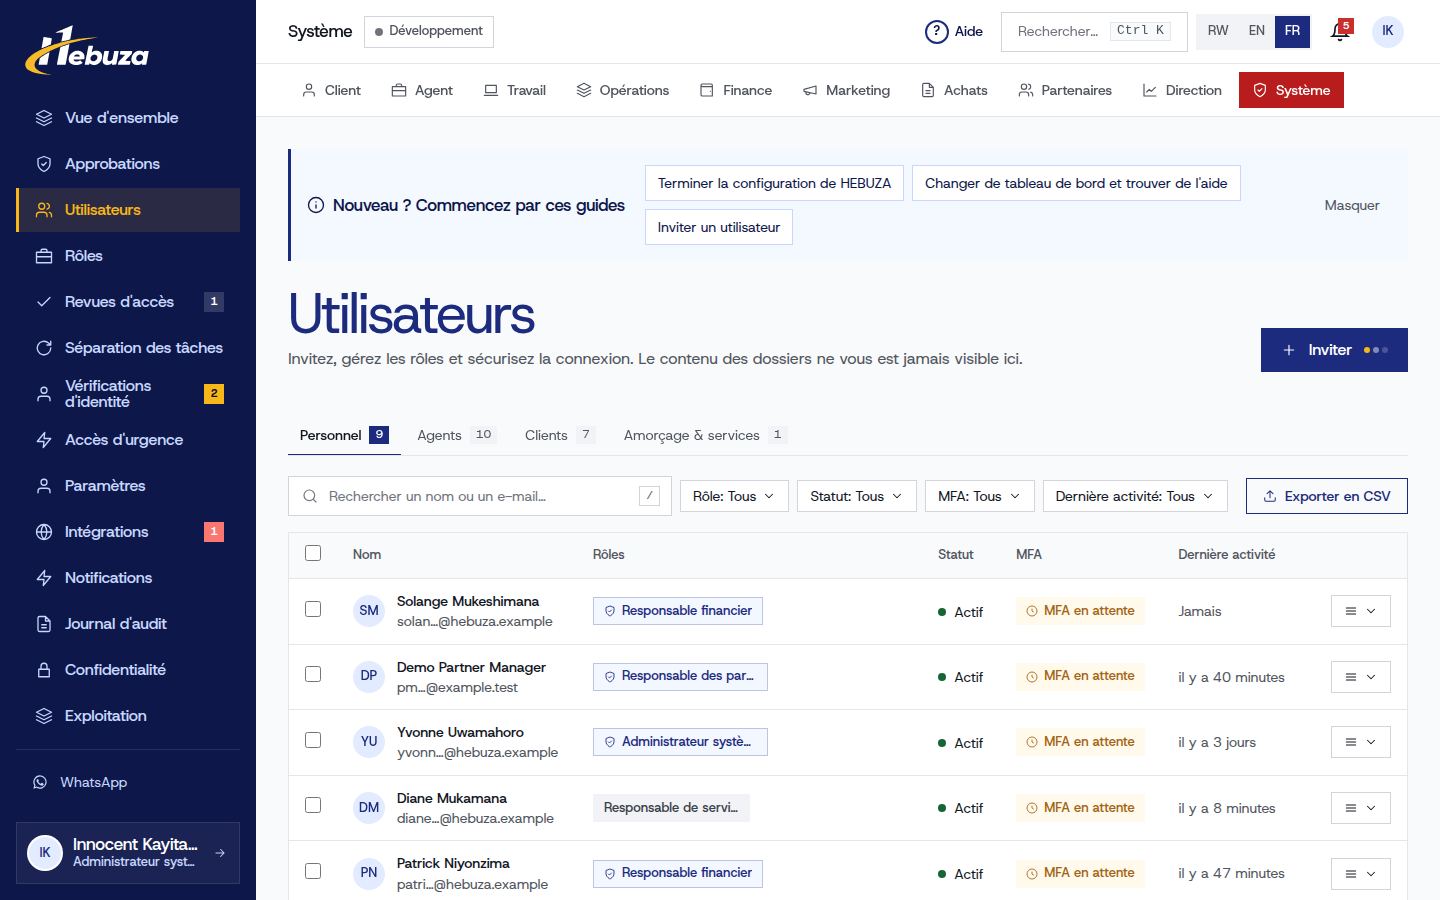 Hebuza
Vue d'ensemble
Approbations
Utilisateurs
Rôles
Revues d'accès 1
Séparation des tâches
Vérifications
d'identité 2
Accès d'urgence
Paramètres
Intégrations 1
Notifications
Journal d'audit
Confidentialité
Exploitation
WhatsApp
IK Innocent Kayita...
Administrateur syst...
Système Développement ? Aide Rechercher... Ctrl K RW EN FR 5 IK
Client Agent Travail Opérations Finance Marketing Achats Partenaires Direction Système
Nouveau ? Commencez par ces guides
Terminer la configuration de HEBUZA Changer de tableau de bord et trouver de l'aide
Inviter un utilisateur
Masquer
Utilisateurs
Invitez, gérez les rôles et sécurisez la connexion. Le contenu des dossiers ne vous est jamais visible ici.
+ Inviter
Personnel 9 Agents 10 Clients 7 Amorçage & services 1
Rechercher un nom ou un e-mail... / Rôle: Tous Statut: Tous MFA: Tous Dernière activité: Tous Exporter en CSV
Nom Rôles Statut MFA Dernière activité
SM Solange Mukeshimana
solan...@hebuza.example
Responsable financier Actif MFA en attente Jamais
DP Demo Partner Manager
pm...@example.test
Responsable des par... Actif MFA en attente il y a 40 minutes
YU Yvonne Uwamahoro
yvonn...@hebuza.example
Administrateur systè... Actif MFA en attente il y a 3 jours
DM Diane Mukamana
diane...@hebuza.example
Responsable de servi... Actif MFA en attente il y a 8 minutes
PN Patrick Niyonzima
patri...@hebuza.example
Responsable financier Actif MFA en attente il y a 47 minutes